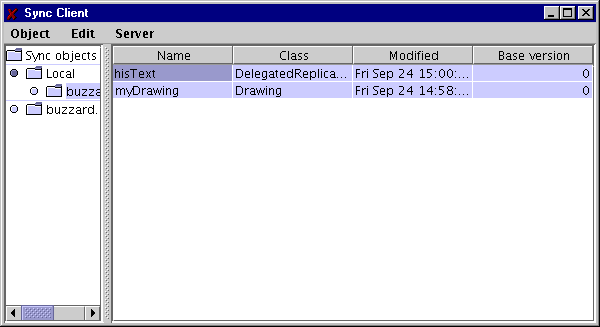 Sync Client
Object Edit Server
Sync objects
Local
buzza
buzzard.
Name Class Modified Base version
hisText DelegatedReplica... Fri Sep 24 15:00:... 0
myDrawing Drawing Fri Sep 24 14:58:... 0